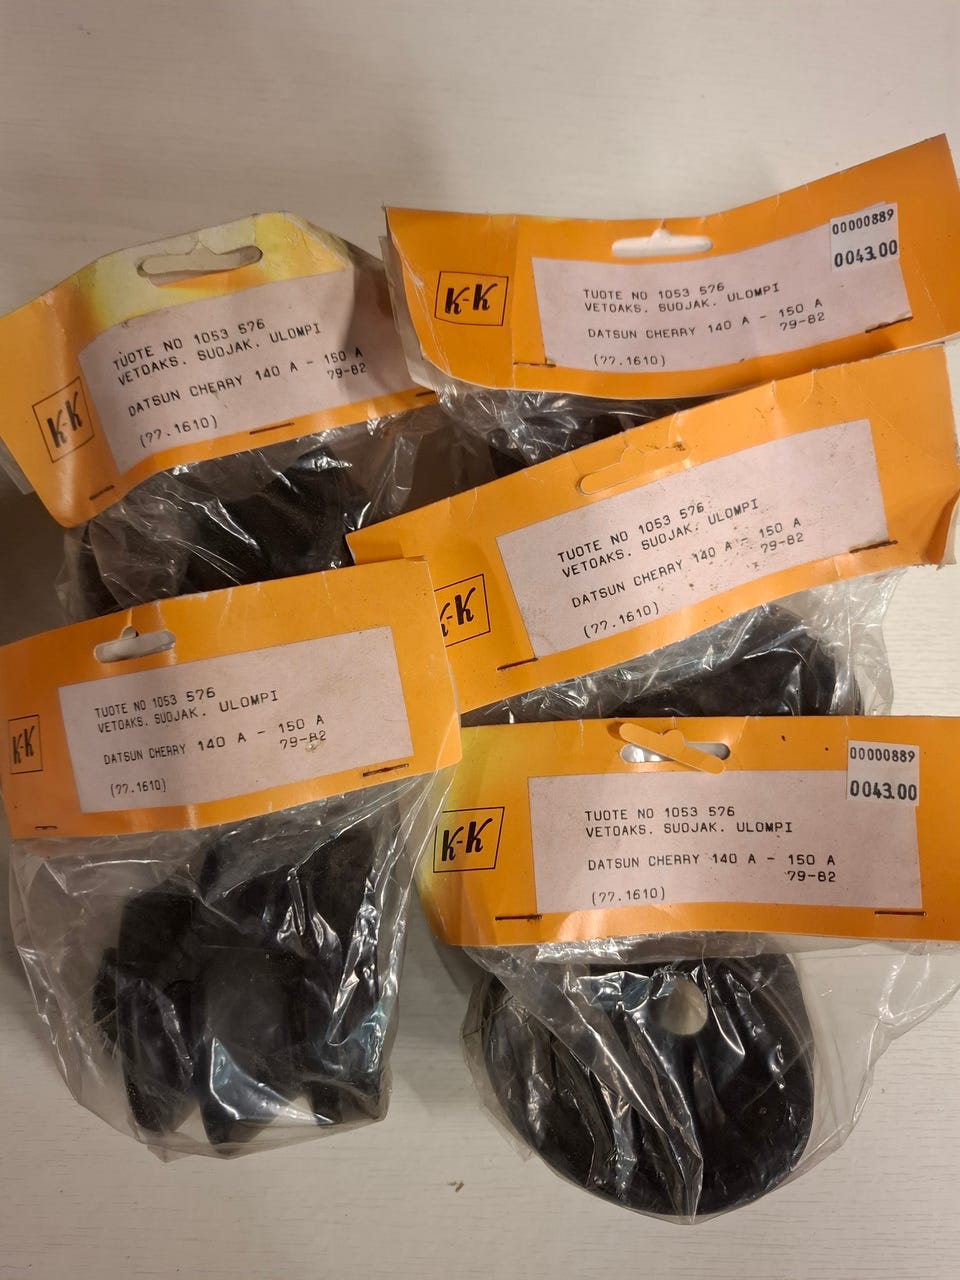 K-K
TUOTE NO 1053 576
VETOAKS. SUOJAK. ULOMPI
DATSUN CHERRY 140 A - 150 A
79-82
(77.1610)
00000889
0043.00
K-K
TUOTE NO 1053 576
VETOAKS. SUOJAK. ULOMPI
DATSUN CHERRY 140 A - 150 A
79-82
(77.1610)
K-K
TUOTE NO 1053 576
VETOAKS. SUOJAK. ULOMPI
DATSUN CHERRY 140 A - 150 A
79-82
(77.1610)
K-K
TUOTE NO 1053 576
VETOAKS. SUOJAK. ULOMPI
DATSUN CHERRY 140 A - 150 A
79-82
(77.1610)
00000889
0043.00
K-K
TUOTE NO 1053 576
VETOAKS. SUOJAK. ULOMPI
DATSUN CHERRY 140 A - 150 A
79-82
(77.1610)